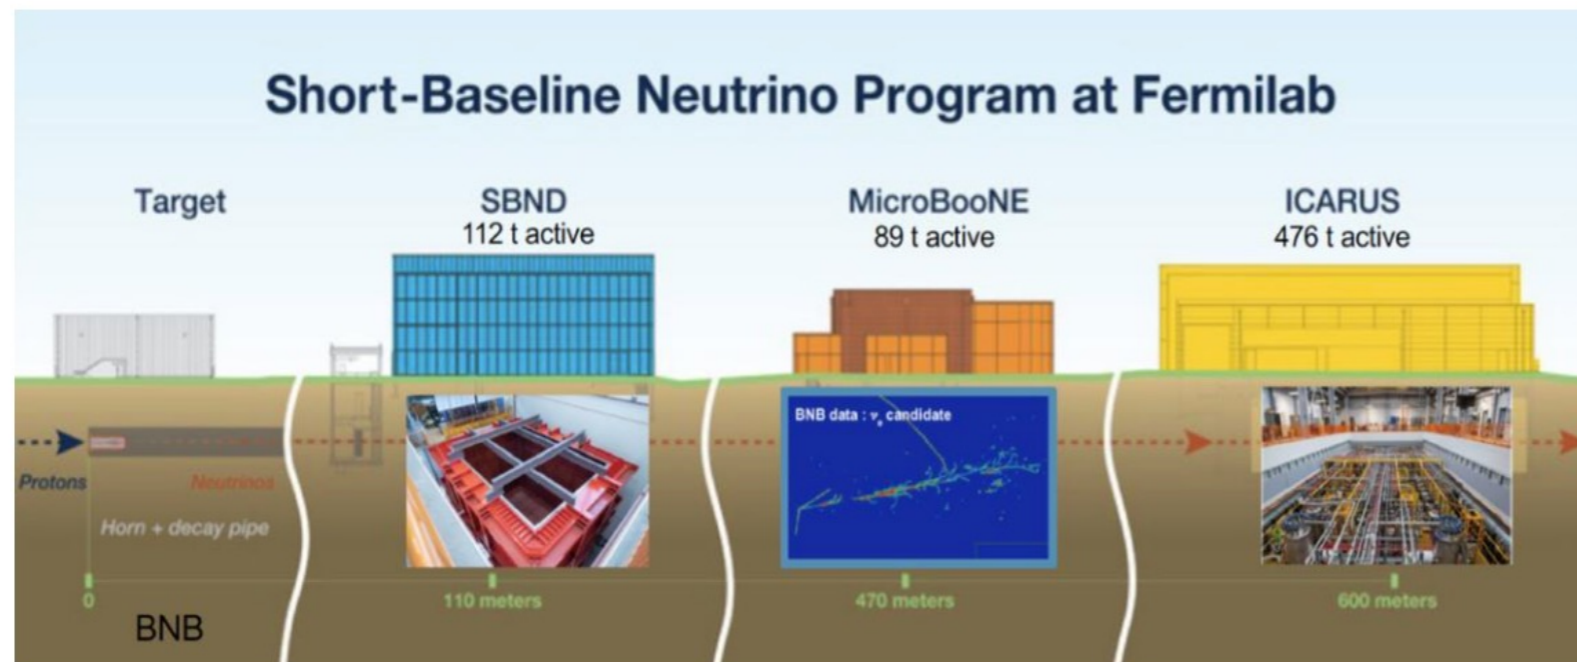 Short-Baseline Neutrino Program at Fermilab
Target
SBND
112 t active
MicroBooNE
89 t active
ICARUS
476 t active
BNB data : νe candidate
Protons
Neutrinos
Horn + decay pipe
0
110 meters
470 meters
600 meters
BNB